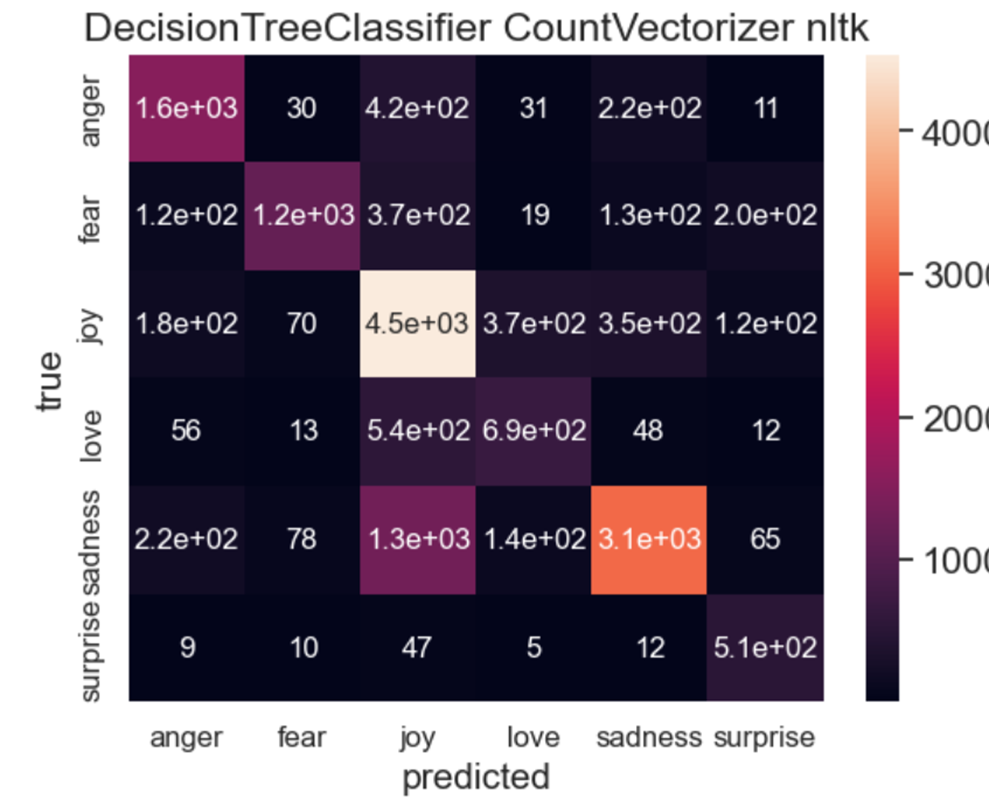 DecisionTreeClassifier CountVectorizer nltk
anger 1.6e+03 30 4.2e+02 31 2.2e+02 11
fear 1.2e+02 1.2e+03 3.7e+02 19 1.3e+02 2.0e+02
joy 1.8e+02 70 4.5e+03 3.7e+02 3.5e+02 1.2e+02
love 56 13 5.4e+02 6.9e+02 48 12
sadness 2.2e+02 78 1.3e+03 1.4e+02 3.1e+03 65
surprise 9 10 47 5 12 5.1e+02
anger fear joy love sadness surprise
predicted
true
4000
3000
2000
1000